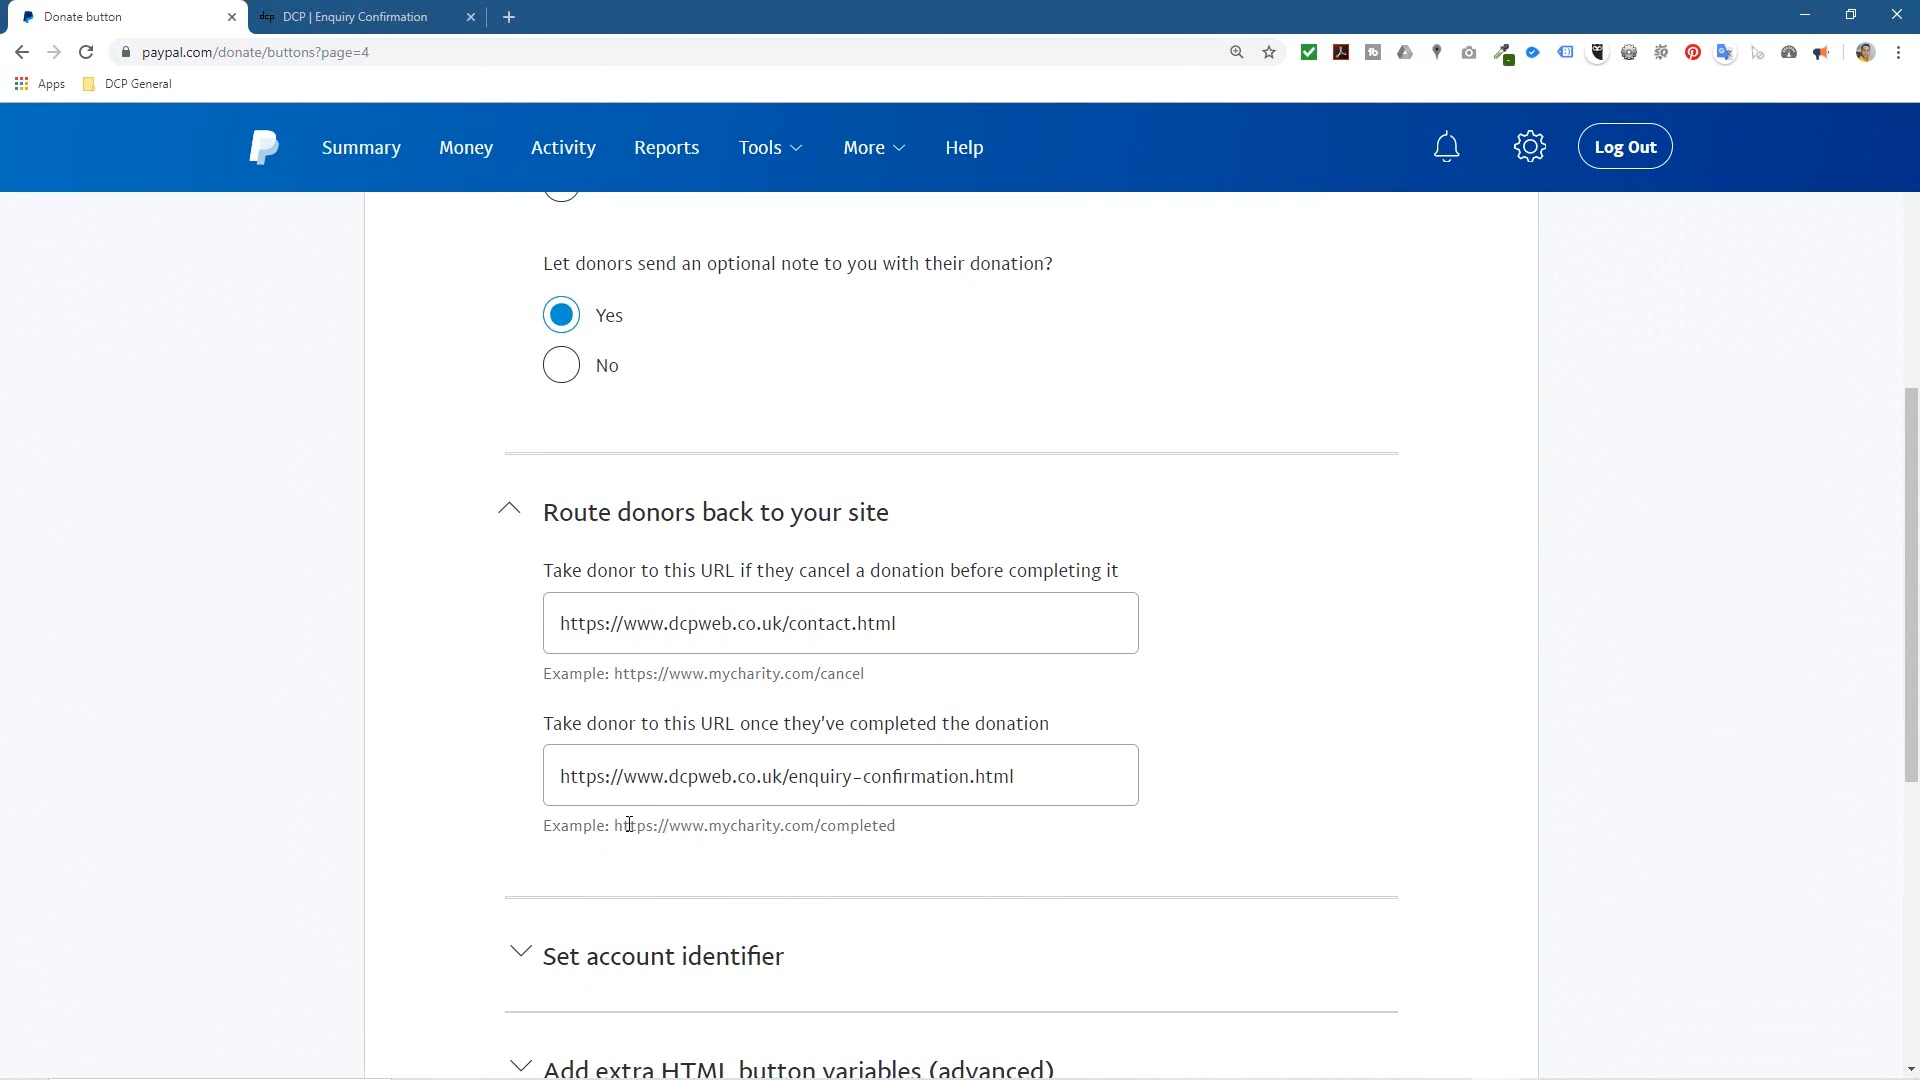 Donate button
DCP | Enquiry Confirmation
paypal.com/donate/buttons?page=4
Apps
DCP General
Summary
Money
Activity
Reports
Tools
More
Help
Log Out
Let donors send an optional note to you with their donation?
Yes
No
Route donors back to your site
Take donor to this URL if they cancel a donation before completing it
https://www.dcpweb.co.uk/contact.html
Example: https://www.mycharity.com/cancel
Take donor to this URL once they've completed the donation
https://www.dcpweb.co.uk/enquiry-confirmation.html
Example: https://www.mycharity.com/completed
Set account identifier
Add extra HTML button variables (advanced)